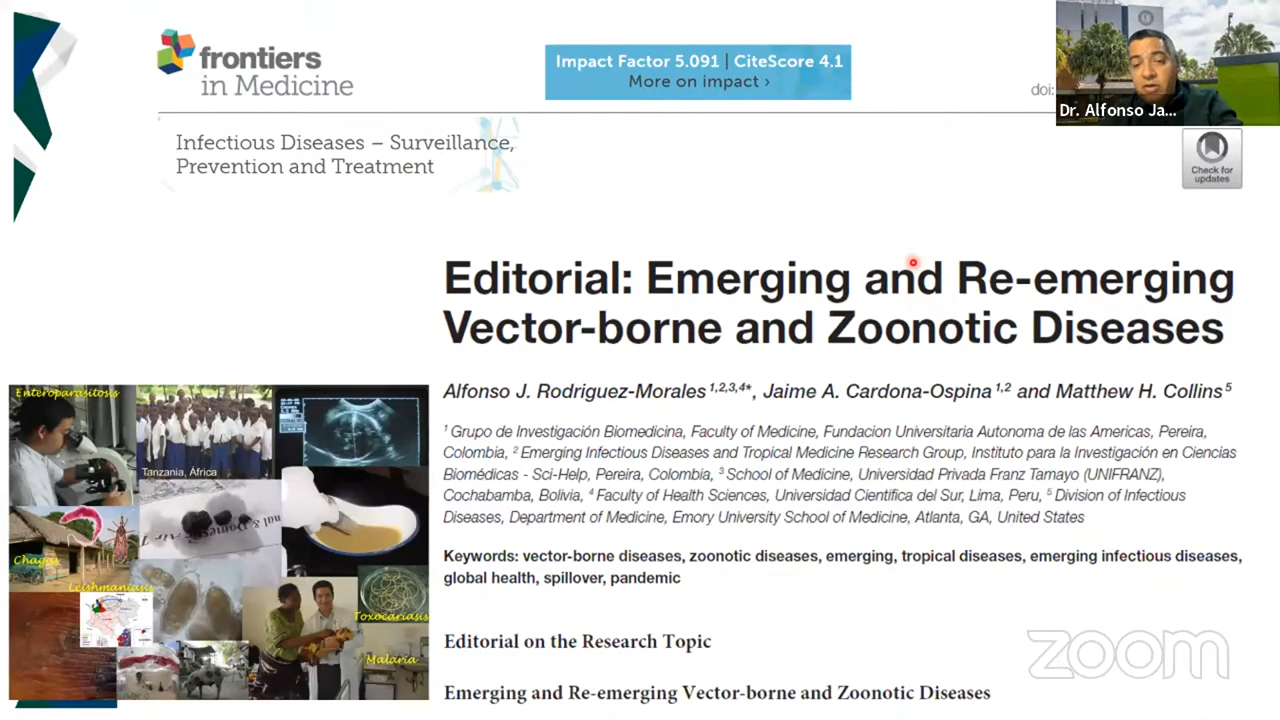 frontiers
in Medicine
Impact Factor 5.091 | CiteScore 4.1
More on impact ›
doi:
Dr. Alfonso Ja...
Infectious Diseases – Surveillance,
Prevention and Treatment
Check for
updates
Editorial: Emerging and Re-emerging
Vector-borne and Zoonotic Diseases
Alfonso J. Rodriguez-Morales 1,2,3,4*, Jaime A. Cardona-Ospina 1,2 and Matthew H. Collins 5
1 Grupo de Investigación Biomedicina, Faculty of Medicine, Fundacion Universitaria Autonoma de las Americas, Pereira,
Colombia, 2 Emerging Infectious Diseases and Tropical Medicine Research Group, Instituto para la Investigación en Ciencias
Biomédicas - Sci-Help, Pereira, Colombia, 3 School of Medicine, Universidad Privada Franz Tamayo (UNIFRANZ),
Cochabamba, Bolivia, 4 Faculty of Health Sciences, Universidad Científica del Sur, Lima, Peru, 5 Division of Infectious
Diseases, Department of Medicine, Emory University School of Medicine, Atlanta, GA, United States
Keywords: vector-borne diseases, zoonotic diseases, emerging, tropical diseases, emerging infectious diseases,
global health, spillover, pandemic
Editorial on the Research Topic
Emerging and Re-emerging Vector-borne and Zoonotic Diseases
Enteroparasitosis
Tanzania, África
Chagas
Leishmaniasis
Toxocariasis
Malaria
zoom